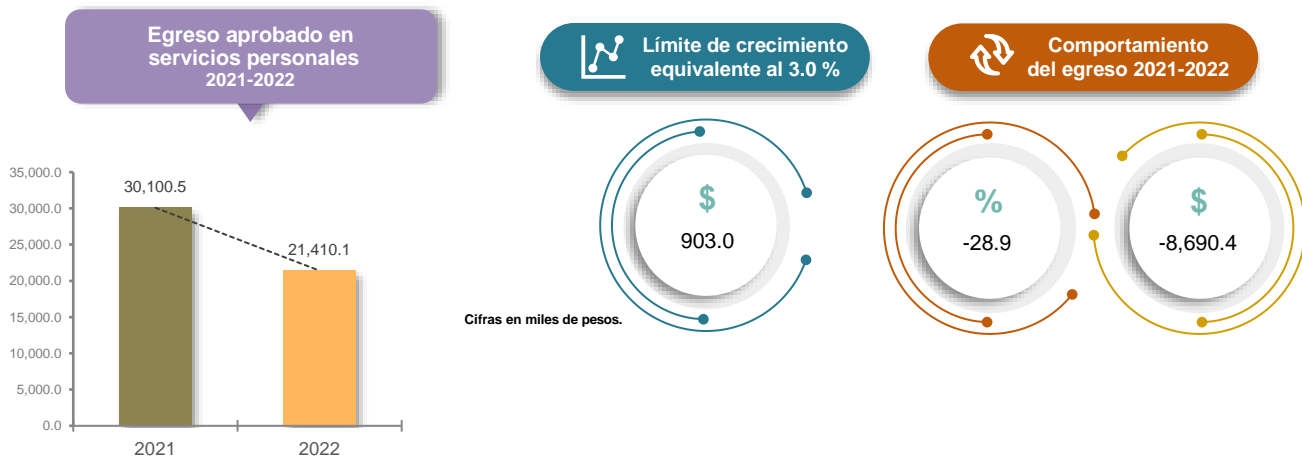 Egreso aprobado en
servicios personales
2021-2022
Límite de crecimiento
equivalente al 3.0 %
Comportamiento
del egreso 2021-2022
35,000.0
30,000.0
25,000.0
20,000.0
15,000.0
10,000.0
5,000.0
0.0
30,100.5
21,410.1
2021
2022
$
903.0
%
-28.9
$
-8,690.4
Cifras en miles de pesos.